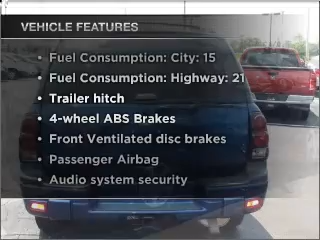 VEHICLE FEATURES
• Fuel Consumption: City: 15
• Fuel Consumption: Highway: 21
• Trailer hitch
• 4-wheel ABS Brakes
• Front Ventilated disc brakes
• Passenger Airbag
• Audio system security